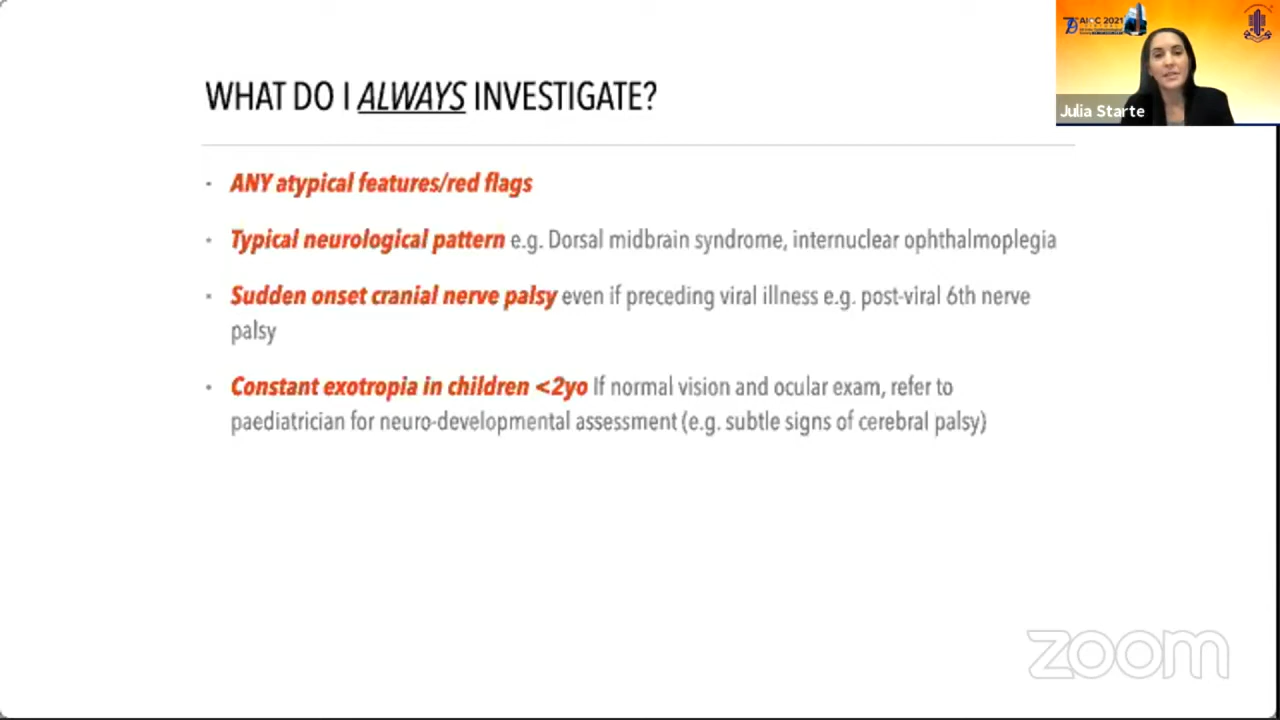 WHAT DO I ALWAYS INVESTIGATE?
AIOC 2021
Julia Starte
· ANY atypical features/red flags
· Typical neurological pattern e.g. Dorsal midbrain syndrome, internuclear ophthalmoplegia
· Sudden onset cranial nerve palsy even if preceding viral illness e.g. post-viral 6th nerve
palsy
· Constant exotropia in children <2yo If normal vision and ocular exam, refer to
paediatrician for neuro-developmental assessment (e.g. subtle signs of cerebral palsy)
zoom